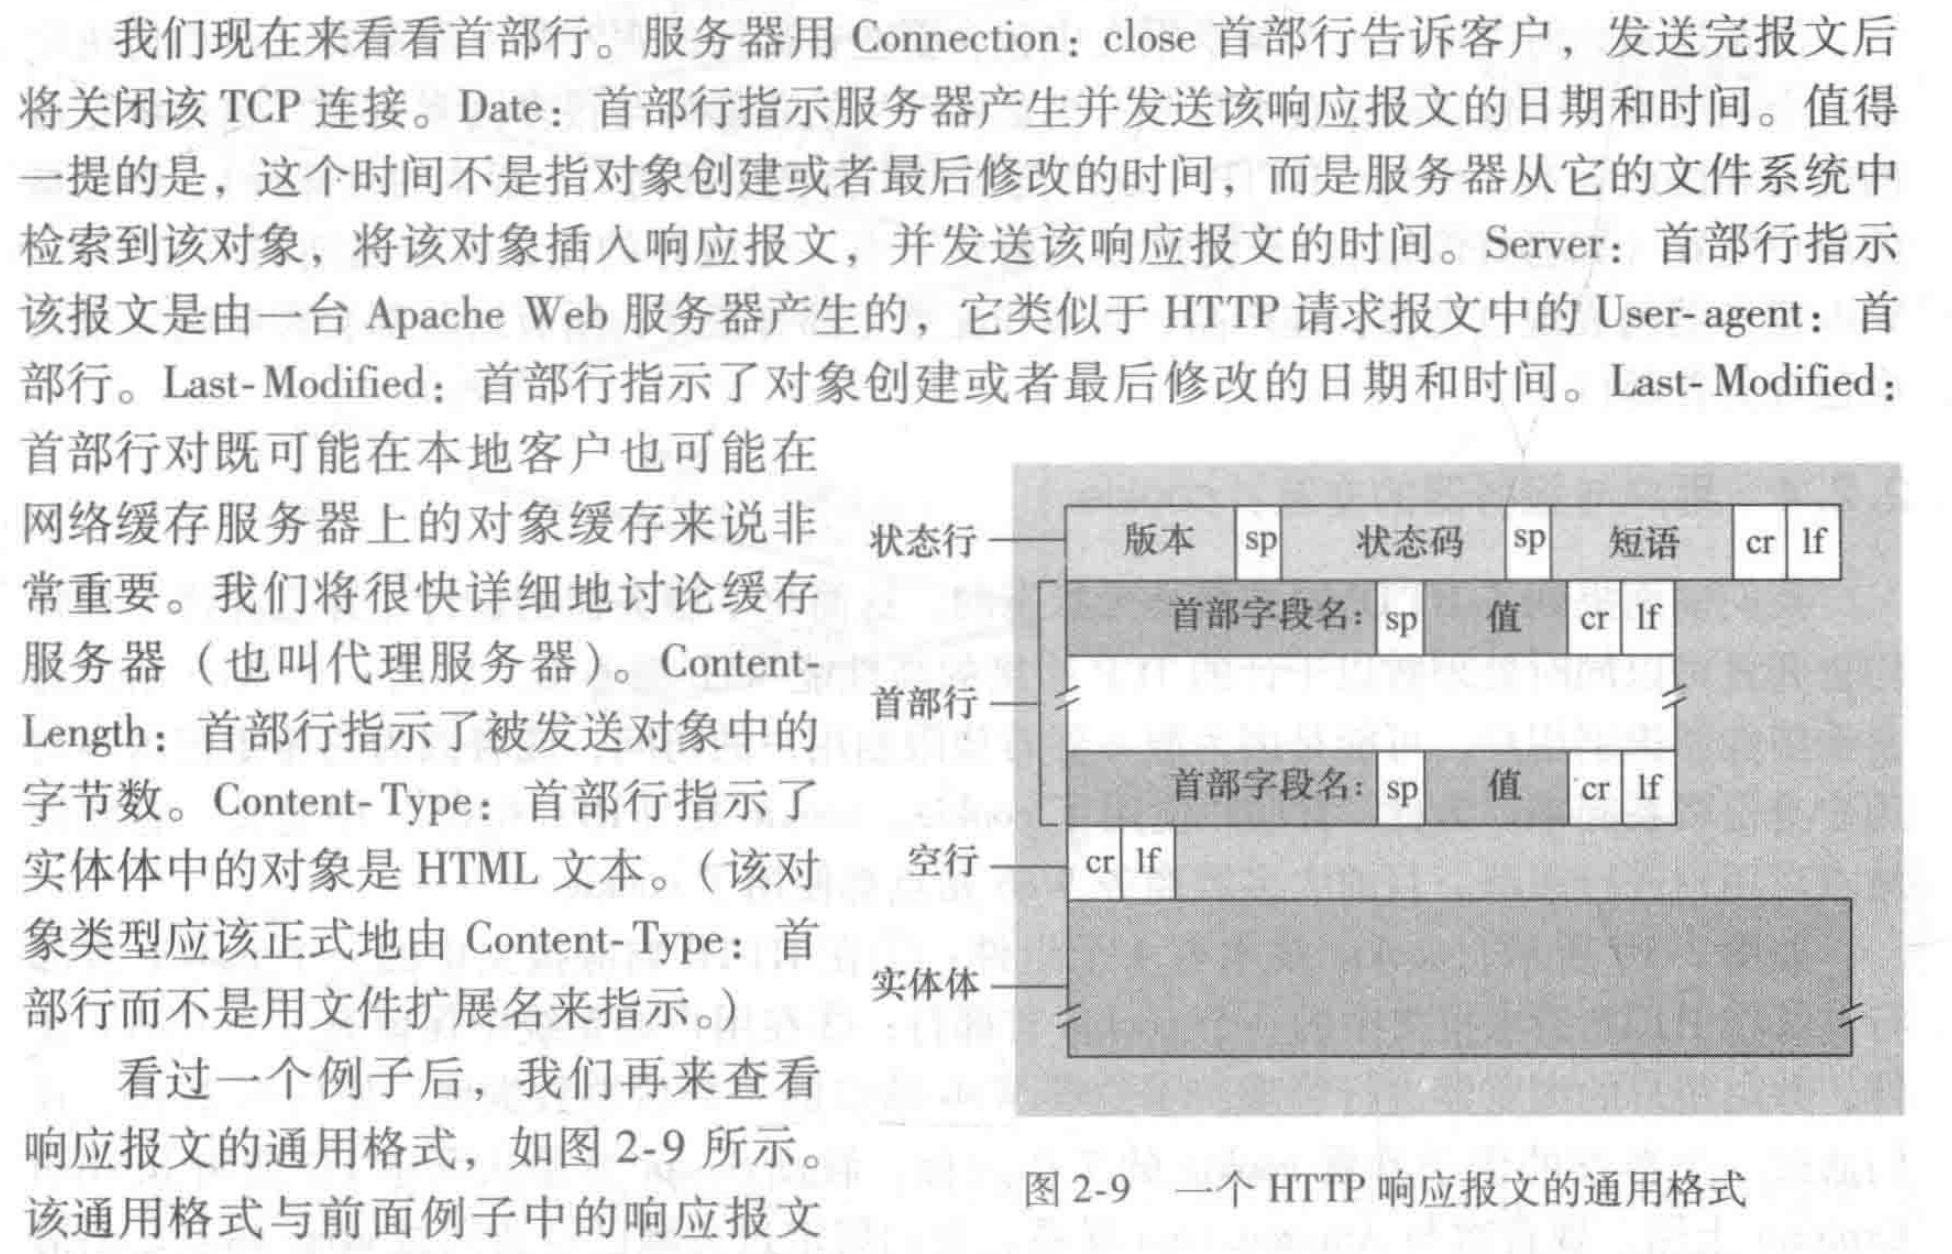 我们现在来看看首部行。服务器用 Connection：close 首部行告诉客户，发送完报文后
将关闭该 TCP 连接。Date：首部行指示服务器产生并发送该响应报文的日期和时间。值得
一提的是，这个时间不是指对象创建或者最后修改的时间，而是服务器从它的文件系统中
检索到该对象，将该对象插入响应报文，并发送该响应报文的时间。Server：首部行指示
该报文是由一台 Apache Web 服务器产生的，它类似于 HTTP 请求报文中的 User-agent：首
部行。Last-Modified：首部行指示了对象创建或者最后修改的日期和时间。Last-Modified：
首部行对既可能在本地客户也可能在
网络缓存服务器上的对象缓存来说非
常重要。我们将很快详细地讨论缓存
服务器（也叫代理服务器）。Content-
Length：首部行指示了被发送对象中的
字节数。Content-Type：首部行指示了
实体体中的对象是 HTML 文本。（该对
象类型应该正式地由 Content-Type：首
部行而不是用文件扩展名来指示。）
看过一个例子后，我们再来查看
响应报文的通用格式，如图 2-9 所示。
该通用格式与前面例子中的响应报文
状态行 版本 sp 状态码 sp 短语 cr lf
首部字段名： sp 值 cr lf
首部行
首部字段名： sp 值 cr lf
空行 cr lf
实体体
图 2-9 一个 HTTP 响应报文的通用格式